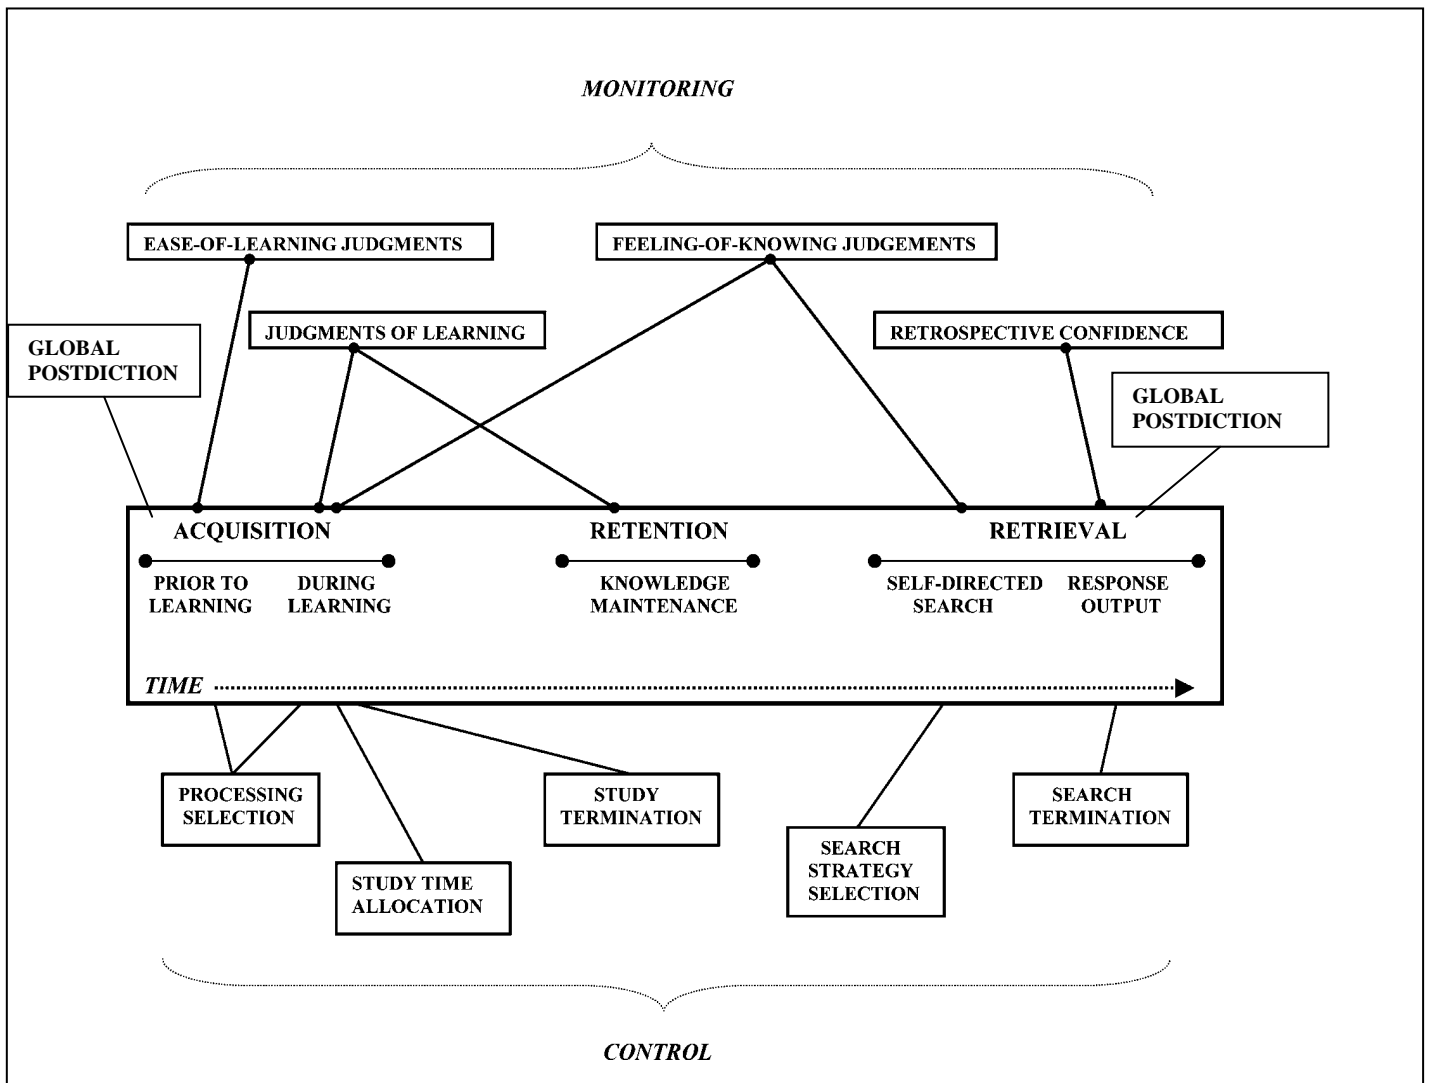 MONITORING
EASE-OF-LEARNING JUDGMENTS
FEELING-OF-KNOWING JUDGEMENTS
JUDGMENTS OF LEARNING
RETROSPECTIVE CONFIDENCE
GLOBAL
POSTDICTION
GLOBAL
POSTDICTION
ACQUISITION
RETENTION
RETRIEVAL
PRIOR TO
LEARNING
DURING
LEARNING
KNOWLEDGE
MAINTENANCE
SELF-DIRECTED
SEARCH
RESPONSE
OUTPUT
TIME
PROCESSING
SELECTION
STUDY
TERMINATION
SEARCH
TERMINATION
SEARCH
STRATEGY
SELECTION
STUDY TIME
ALLOCATION
CONTROL